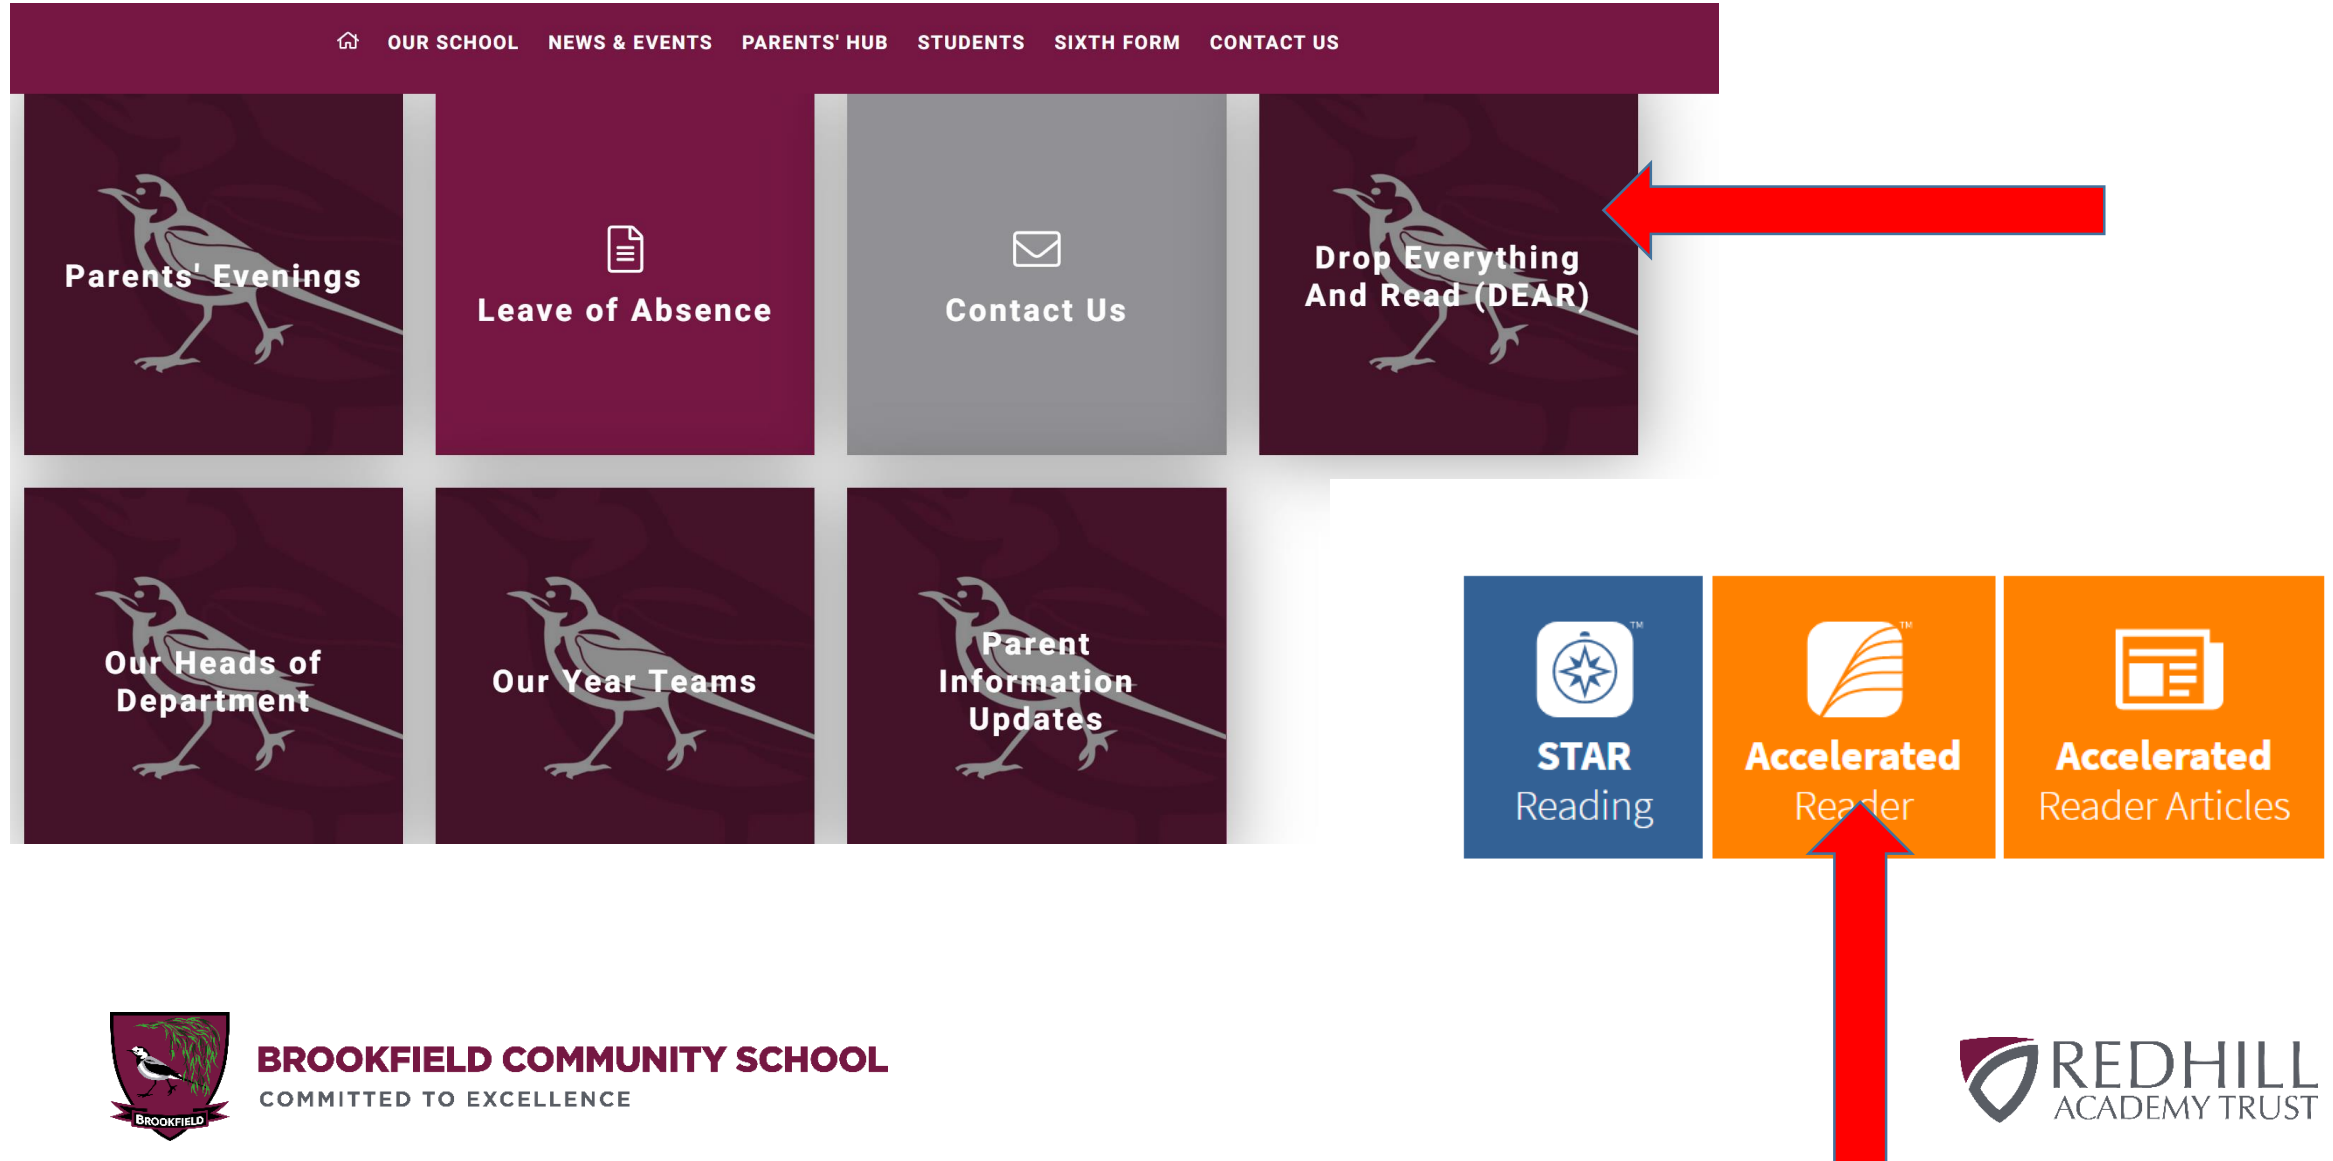 OUR SCHOOL NEWS & EVENTS PARENTS' HUB STUDENTS SIXTH FORM CONTACT US
Parents' Evenings
Leave of Absence
Contact Us
Drop Everything
And Read (DEAR)
Our Heads of
Department
Our Year Teams
Parent
Information
Updates
STAR
Reading
TM
Accelerated
Reader
TM
Accelerated
Reader Articles
BROOKFIELD
BROOKFIELD COMMUNITY SCHOOL
COMMITTED TO EXCELLENCE
REDHILL
ACADEMY TRUST